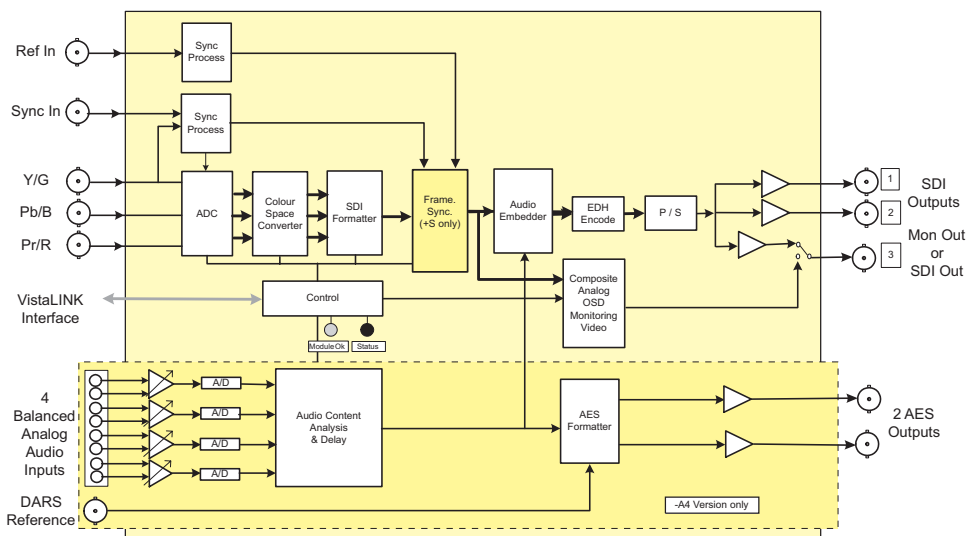 Ref In
Sync
Process
Sync In
Sync
Process
Y/G
Pb/B
Pr/R
ADC
Colour
Space
Converter
SDI
Formatter
Frame.
Sync.
(+S only)
Audio
Embedder
EDH
Encode
P / S
1
2
3
SDI
Outputs
Mon Out
or
SDI Out
VistaLINK
Interface
Control
ModuleOk
Status
Composite
Analog
OSD
Monitoring
Video
4
Balanced
Analog
Audio
Inputs
A/D
A/D
A/D
A/D
Audio Content
Analysis
& Delay
AES
Formatter
2 AES
Outputs
DARS
Reference
-A4 Version only